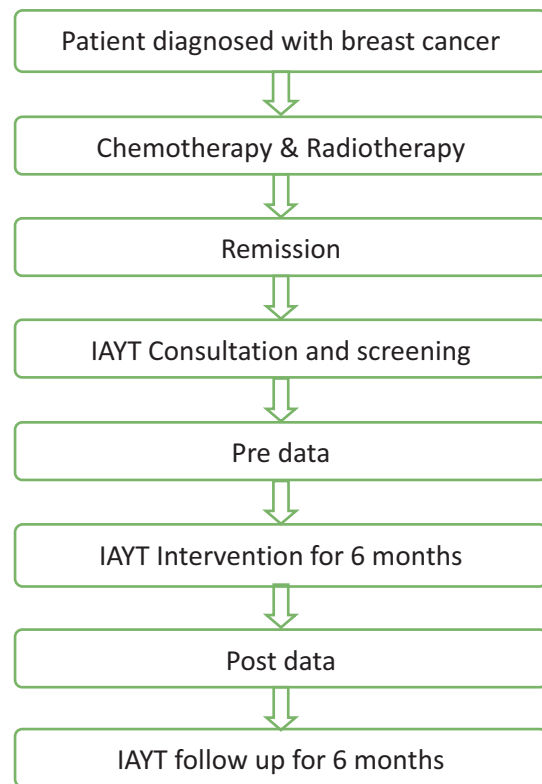 Patient diagnosed with breast cancer
Chemotherapy & Radiotherapy
Remission
IAYT Consultation and screening
Pre data
IAYT Intervention for 6 months
Post data
IAYT follow up for 6 months